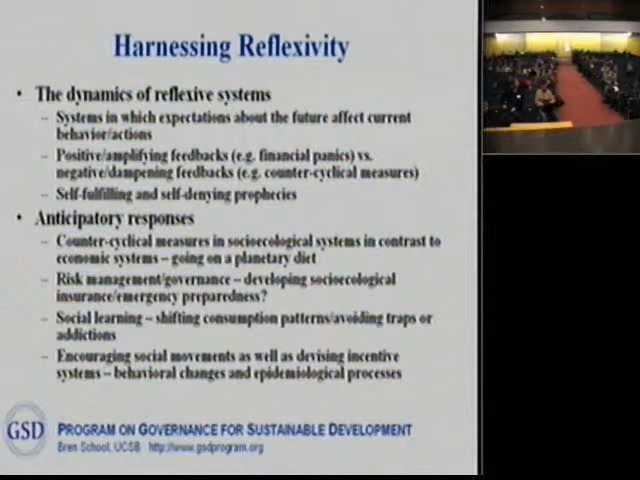 Harnessing Reflexivity
• The dynamics of reflexive systems
– Systems in which expectations about the future affect current
behavior/actions
– Positive/amplifying feedbacks (e.g. financial panics) vs.
negative/dampening feedbacks (e.g. counter-cyclical measures)
– Self-fulfilling and self-denying prophecies
• Anticipatory responses
– Counter-cyclical measures in socioecological systems in contrast to
economic systems – going on a planetary diet
– Risk management/governance – developing socioecological
insurance/emergency preparedness?
– Social learning – shifting consumption patterns/avoiding traps or
addictions
– Encouraging social movements as well as devising incentive
systems – behavioral changes and epidemiological processes
GSD
PROGRAM ON GOVERNANCE FOR SUSTAINABLE DEVELOPMENT
Bren School, UCSB http://www.gsdprogram.org